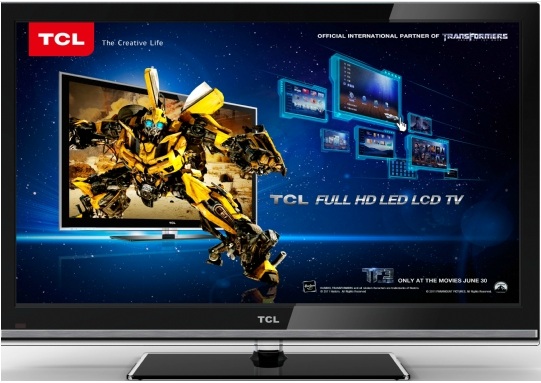 TCL The Creative Life
OFFICIAL INTERNATIONAL PARTNER OF TRANSFORMERS
TCL FULL HD LED LCD TV
TF3 ONLY AT THE MOVIES JUNE 30
TCL